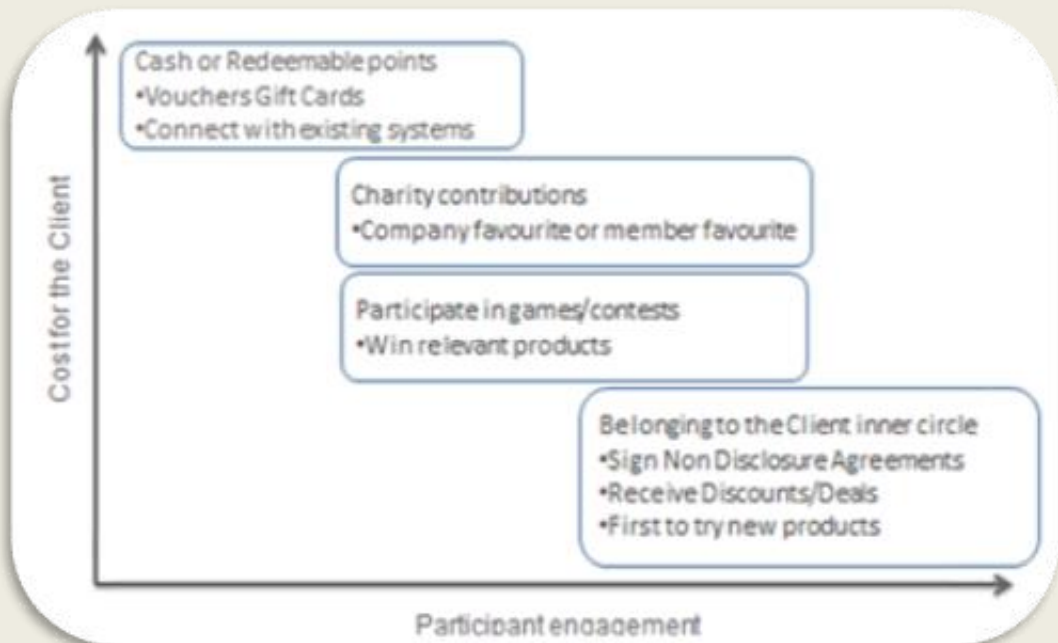 Cost for the Client
Cash or Redeemable points
•Vouchers Gift Cards
•Connect with existing systems
Charity contributions
•Company favourite or member favourite
Participate in games/contests
•Win relevant products
Belonging to the Client inner circle
•Sign Non Disclosure Agreements
•Receive Discounts/Deals
•First to try new products
Participant engagement